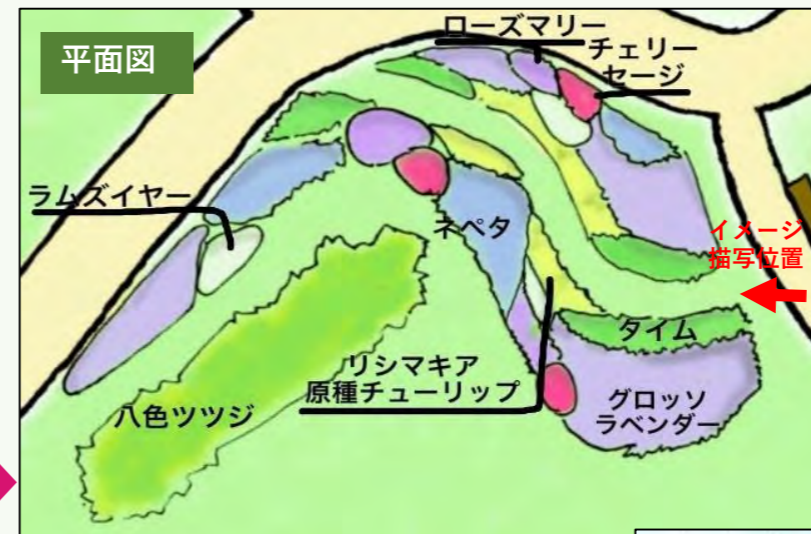 平面図
ローズマリー
チェリー
セージ
ラムズイヤー
ネペタ
イメージ
描写位置
タイム
リシマキア
原種チューリップ
八色ツツジ
グロッソ
ラベンダー